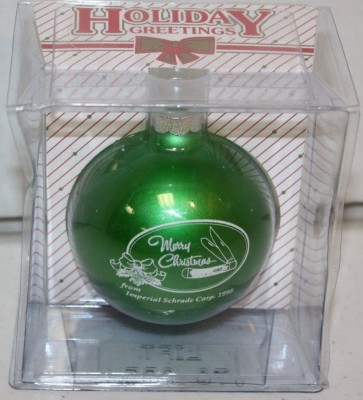 HOLIDAY
GREETINGS
Merry
Christmas
from
Imperial Schrade Corp. 1998